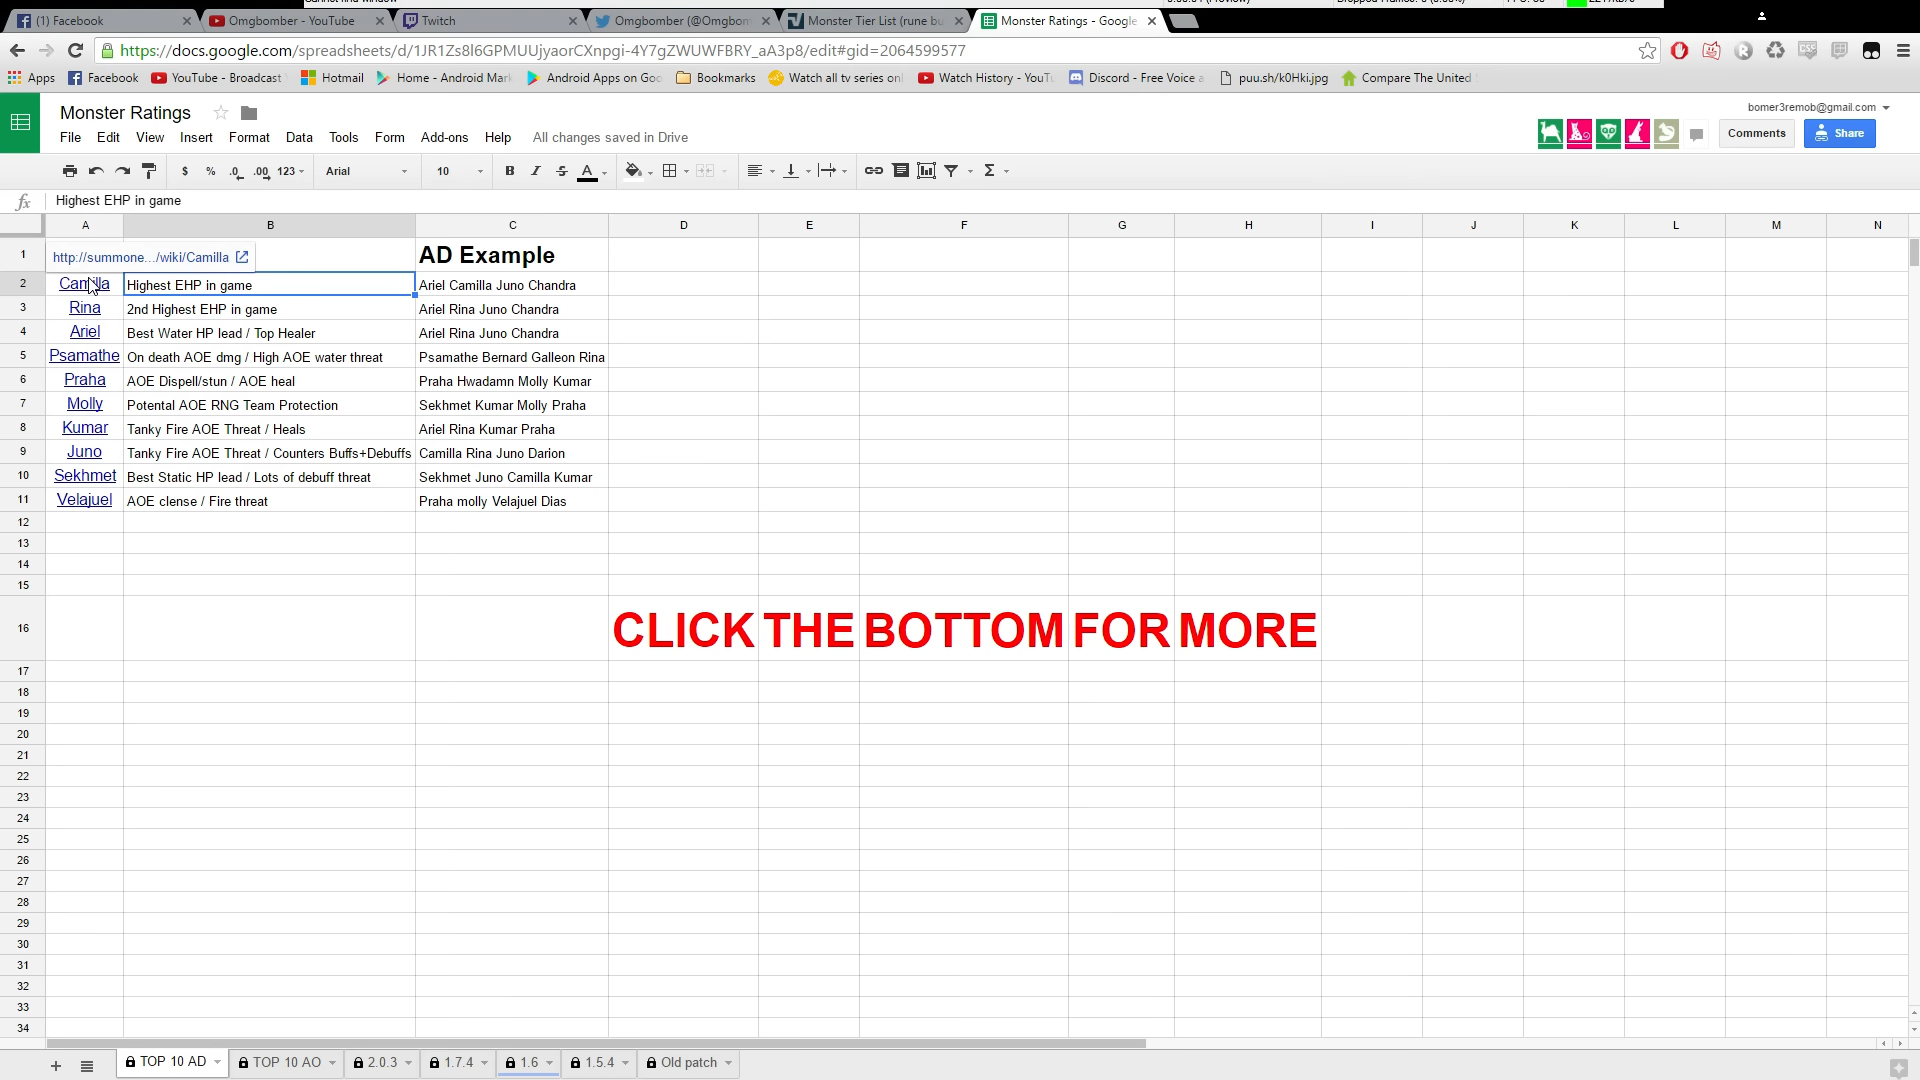 (1) Facebook Omgbomber - YouTube Twitch Omgbomber (@Omgbom Monster Tier List (rune bu Monster Ratings - Google
https://docs.google.com/spreadsheets/d/1JR1Zs8l6GPMUUjyaorCXnpgi-4Y7gZWUWFBRY_aA3p8/edit#gid=2064599577
Apps Facebook YouTube - Broadcast Hotmail Home - Android Mark Android Apps on Goo Bookmarks Watch all tv series onl Watch History - YouTu Discord - Free Voice a puu.sh/k0Hki.jpg Compare The United
Monster Ratings bomer3remob@gmail.com
File Edit View Insert Format Data Tools Form Add-ons Help All changes saved in Drive Comments Share
$ % .0 .00 123 Arial 10 B I S A Σ
fx Highest EHP in game
A B C D E F G H I J K L M N
1 http://summone.../wiki/Camilla AD Example
2 Camilla Highest EHP in game Ariel Camilla Juno Chandra
3 Rina 2nd Highest EHP in game Ariel Rina Juno Chandra
4 Ariel Best Water HP lead / Top Healer Ariel Rina Juno Chandra
5 Psamathe On death AOE dmg / High AOE water threat Psamathe Bernard Galleon Rina
6 Praha AOE Dispell/stun / AOE heal Praha Hwadamn Molly Kumar
7 Molly Potental AOE RNG Team Protection Sekhmet Kumar Molly Praha
8 Kumar Tanky Fire AOE Threat / Heals Ariel Rina Kumar Praha
9 Juno Tanky Fire AOE Threat / Counters Buffs+Debuffs Camilla Rina Juno Darion
10 Sekhmet Best Static HP lead / Lots of debuff threat Sekhmet Juno Camilla Kumar
11 Velajuel AOE clense / Fire threat Praha molly Velajuel Dias
12
13
14
15
16 CLICK THE BOTTOM FOR MORE
17
18
19
20
21
22
23
24
25
26
27
28
29
30
31
32
33
34
TOP 10 AD TOP 10 AO 2.0.3 1.7.4 1.6 1.5.4 Old patch